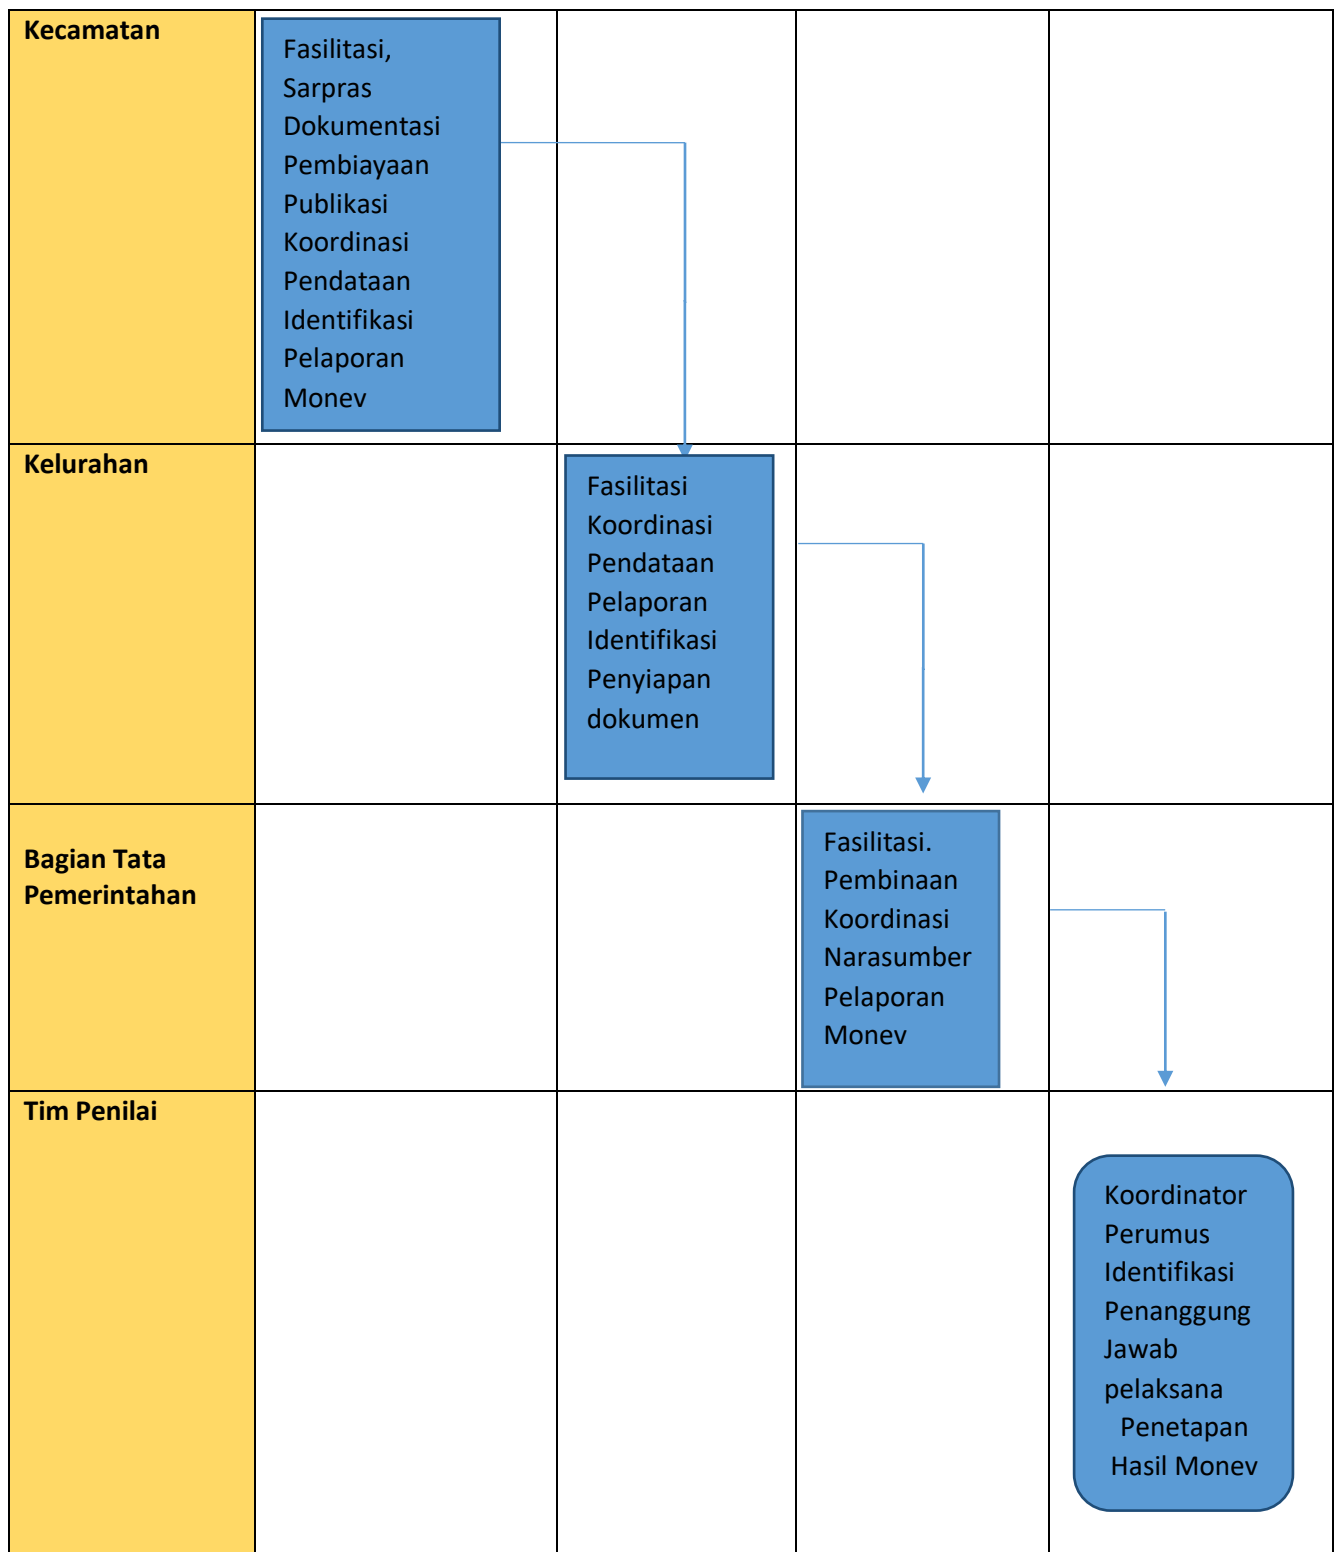 Kecamatan
Fasilitasi,
Sarpras
Dokumentasi
Pembiayaan
Publikasi
Koordinasi
Pendataan
Identifikasi
Pelaporan
Monev
Kelurahan
Fasilitasi
Koordinasi
Pendataan
Pelaporan
Identifikasi
Penyiapan
dokumen
Bagian Tata
Pemerintahan
Fasilitasi.
Pembinaan
Koordinasi
Narasumber
Pelaporan
Monev
Tim Penilai
Koordinator
Perumus
Identifikasi
Penanggung
Jawab
pelaksana
Penetapan
Hasil Monev